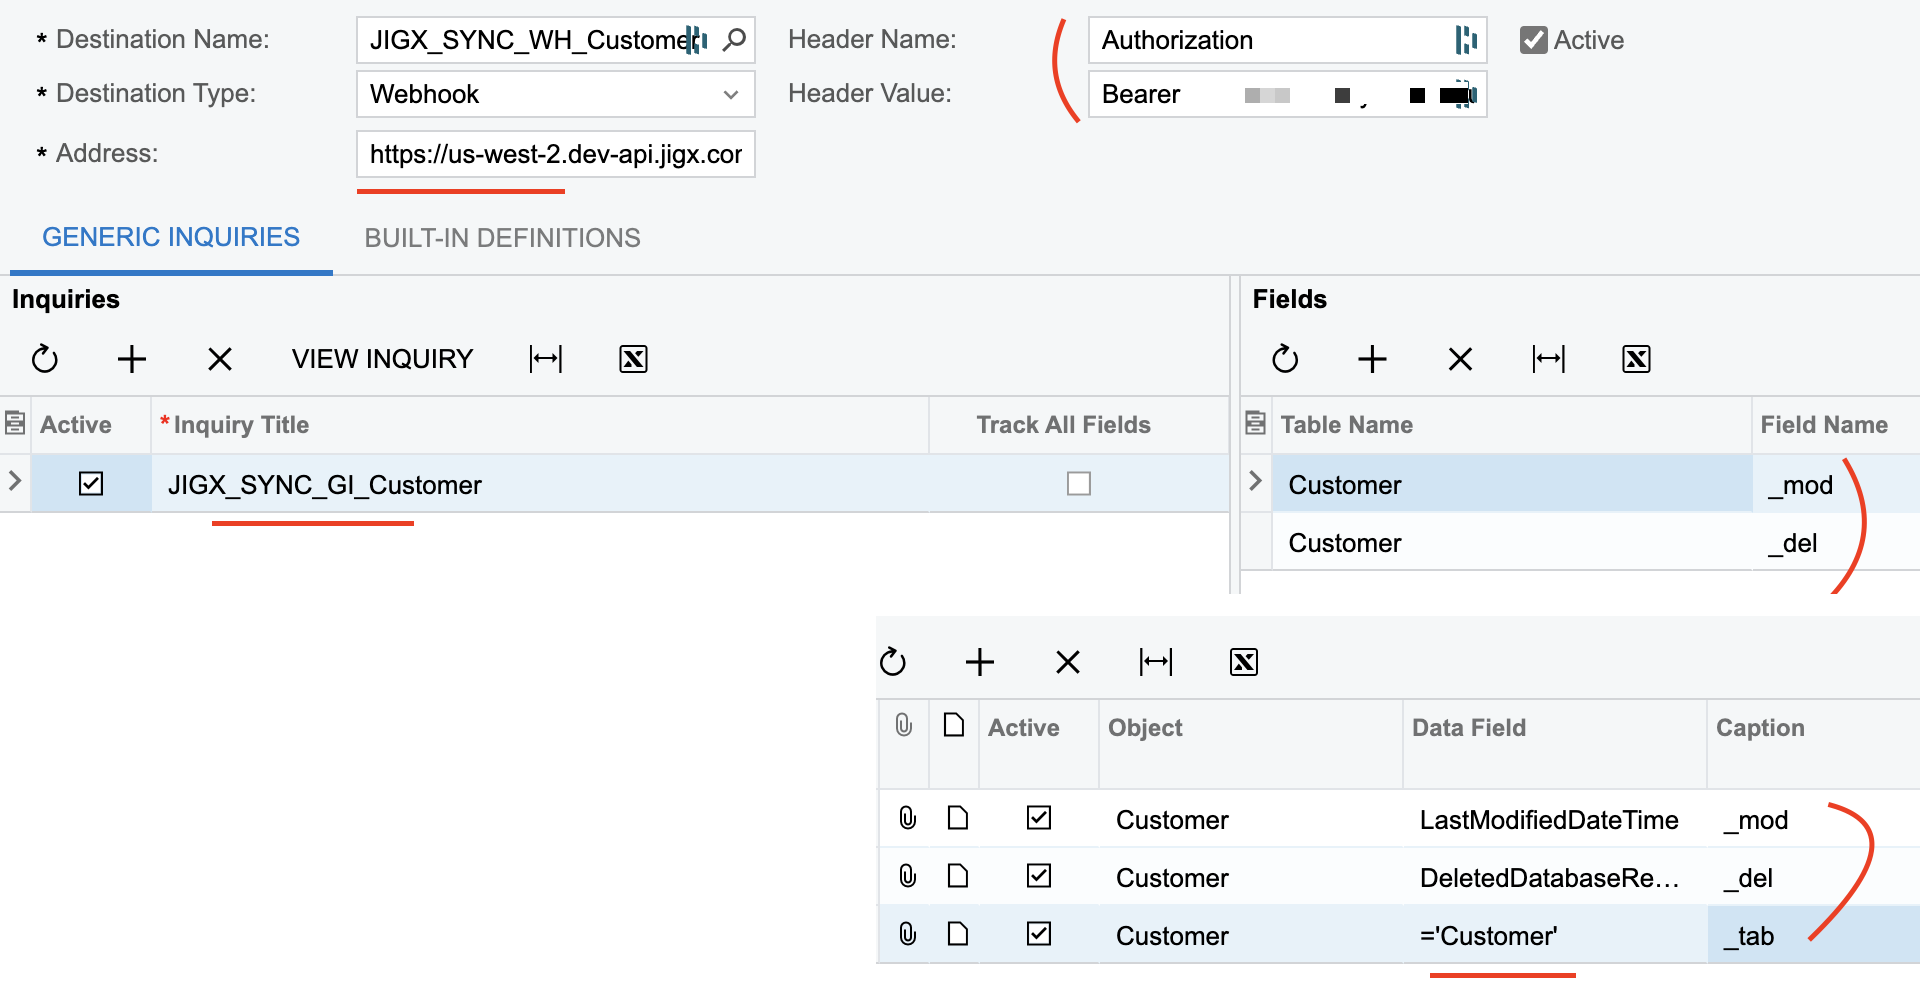 * Destination Name: JIGX_SYNC_WH_Customer Header Name: Authorization Active
* Destination Type: Webhook Header Value: Bearer
* Address: https://us-west-2.dev-api.jigx.cor
GENERIC INQUIRIES BUILT-IN DEFINITIONS
Inquiries
VIEW INQUIRY
Active * Inquiry Title Track All Fields
JIGX_SYNC_GI_Customer
Fields
Table Name Field Name
Customer _mod
Customer _del
Active Object Data Field Caption
Customer LastModifiedDateTime _mod
Customer DeletedDatabaseRe... _del
Customer ='Customer' _tab